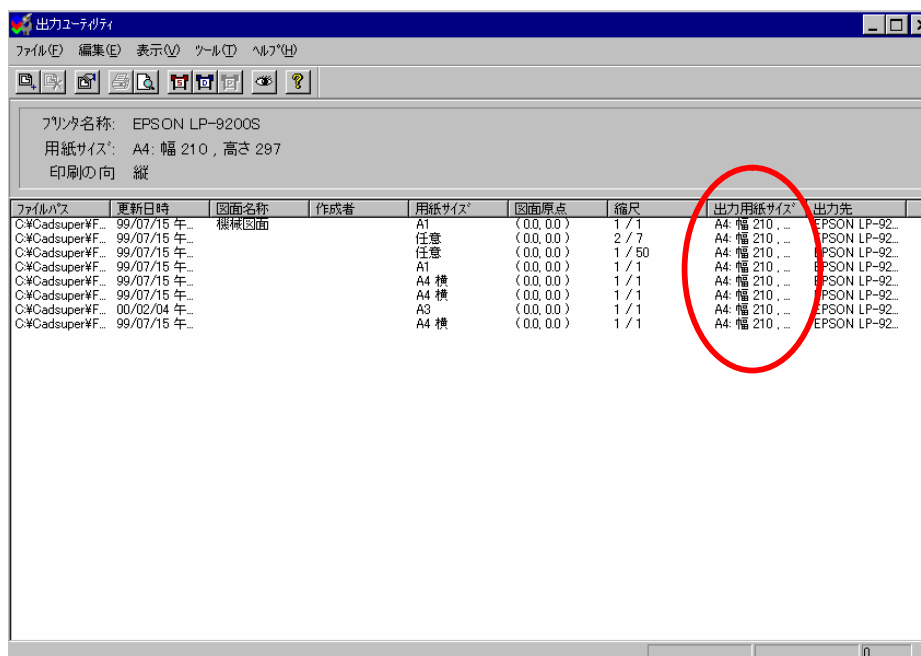 出力ユーティリティ
ファイル(F) 編集(E) 表示(V) ツール(T) ヘルプ(H)
プリンタ名称: EPSON LP-9200S
用紙サイズ: A4: 幅 210 , 高さ 297
印刷の向 縦
ファイルパス 更新日時 図面名称 作成者 用紙サイズ 図面原点 縮尺 出力用紙サイズ 出力先
C:¥Cadsuper¥F... 99/07/15 午... 機械図面 A1 ( 0.0, 0.0 ) 1 / 1 A4: 幅 210 , ... EPSON LP-92...
C:¥Cadsuper¥F... 99/07/15 午... 任意 ( 0.0, 0.0 ) 2 / 7 A4: 幅 210 , ... EPSON LP-92...
C:¥Cadsuper¥F... 99/07/15 午... 任意 ( 0.0, 0.0 ) 1 / 50 A4: 幅 210 , ... EPSON LP-92...
C:¥Cadsuper¥F... 99/07/15 午... A1 ( 0.0, 0.0 ) 1 / 1 A4: 幅 210 , ... EPSON LP-92...
C:¥Cadsuper¥F... 99/07/15 午... A4 横 ( 0.0, 0.0 ) 1 / 1 A4: 幅 210 , ... EPSON LP-92...
C:¥Cadsuper¥F... 99/07/15 午... A4 横 ( 0.0, 0.0 ) 1 / 1 A4: 幅 210 , ... EPSON LP-92...
C:¥Cadsuper¥F... 00/02/04 午... A3 ( 0.0, 0.0 ) 1 / 1 A4: 幅 210 , ... EPSON LP-92...
C:¥Cadsuper¥F... 99/07/15 午... A4 横 ( 0.0, 0.0 ) 1 / 1 A4: 幅 210 , ... EPSON LP-92...
0